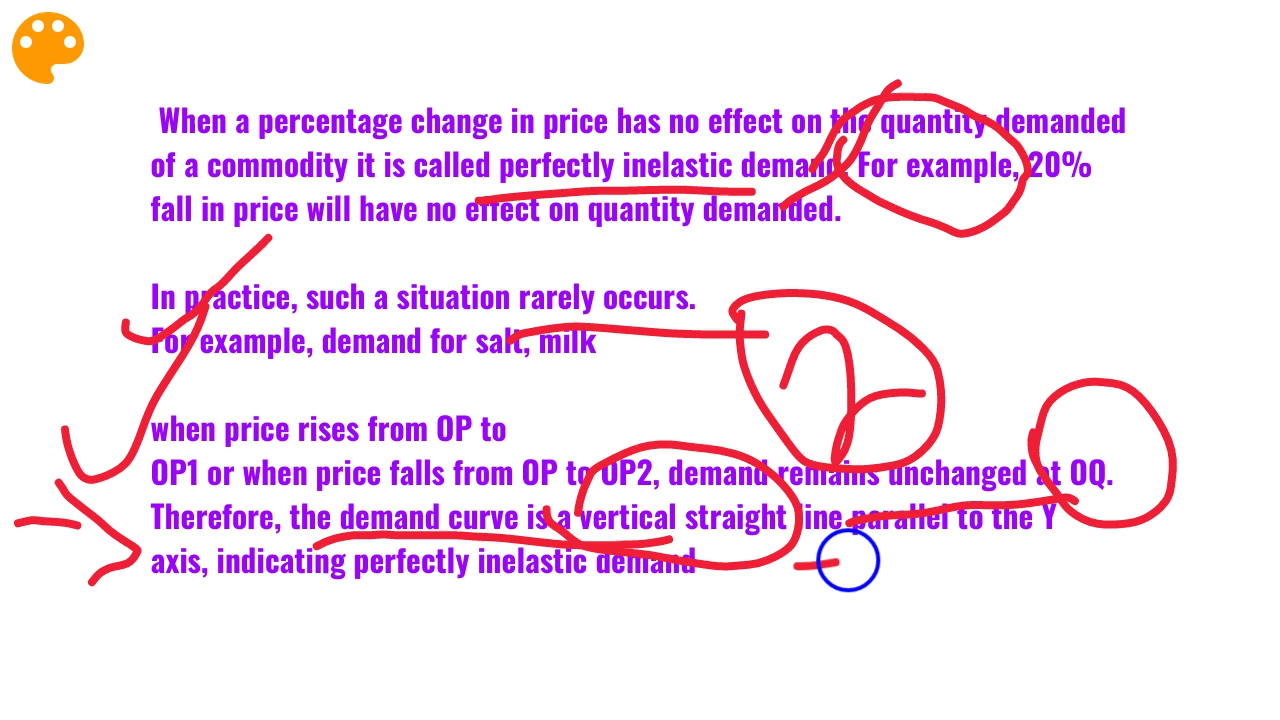 When a percentage change in price has no effect on the quantity demanded
of a commodity it is called perfectly inelastic demand. For example, 20%
fall in price will have no effect on quantity demanded.
In practice, such a situation rarely occurs.
For example, demand for salt, milk
when price rises from OP to
OP1 or when price falls from OP to OP2, demand remains unchanged at OQ.
Therefore, the demand curve is a vertical straight line parallel to the Y
axis, indicating perfectly inelastic demand